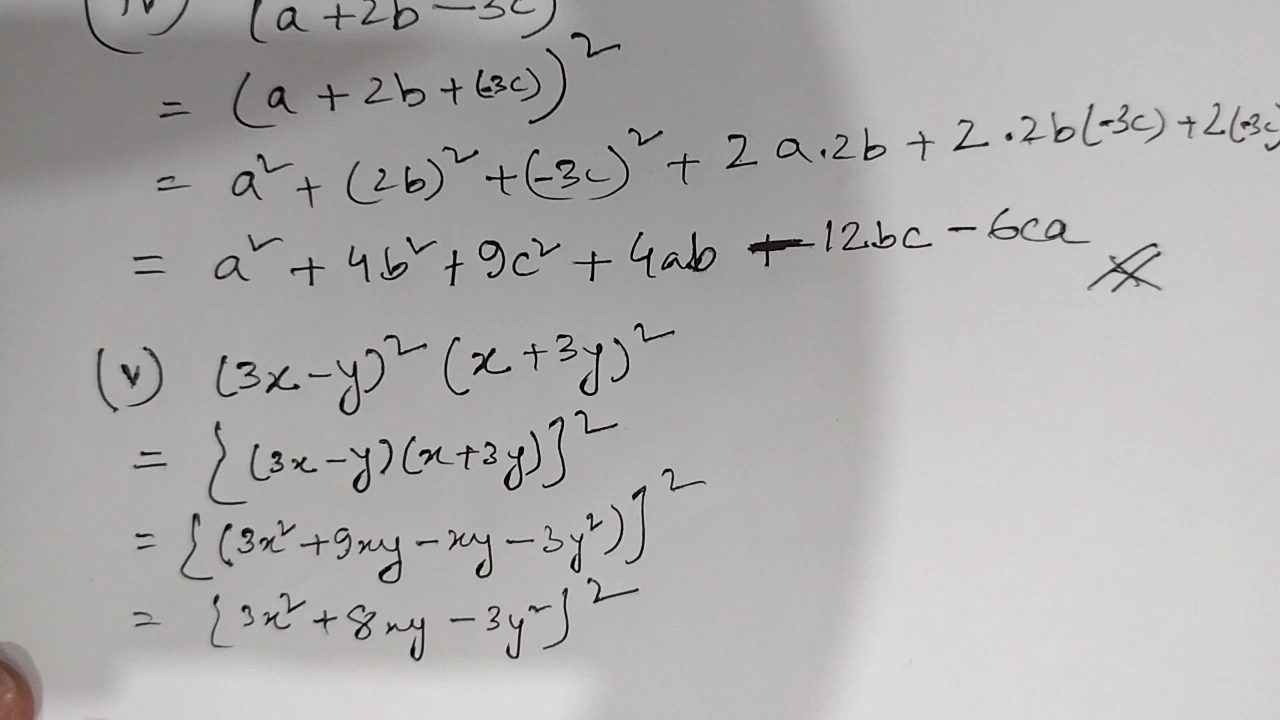 (iv) (a+2b-3c)
= (a+2b+(-3c))²
= a²+(2b)²+(-3c)²+2a.2b+2.2b(-3c)+2(-3c)
= a²+4b²+9c²+4ab-12bc-6ca
(v) (3x-y)²(x+3y)²
= {(3x-y)(x+3y)}²
= {(3x²+9xy-xy-3y²)}²
= {3x²+8xy-3y²}²